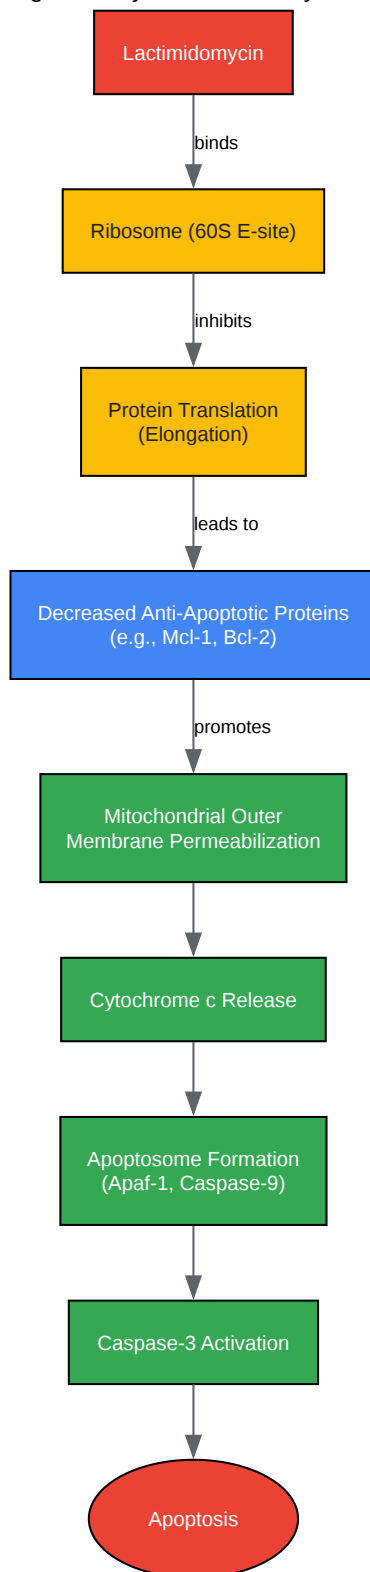 Lactimidomycin
binds
Ribosome (60S E-site)
inhibits
Protein Translation
(Elongation)
leads to
Decreased Anti-Apoptotic Proteins
(e.g., Mcl-1, Bcl-2)
promotes
Mitochondrial Outer
Membrane Permeabilization
Cytochrome c Release
Apoptosome Formation
(Apaf-1, Caspase-9)
Caspase-3 Activation
Apoptosis